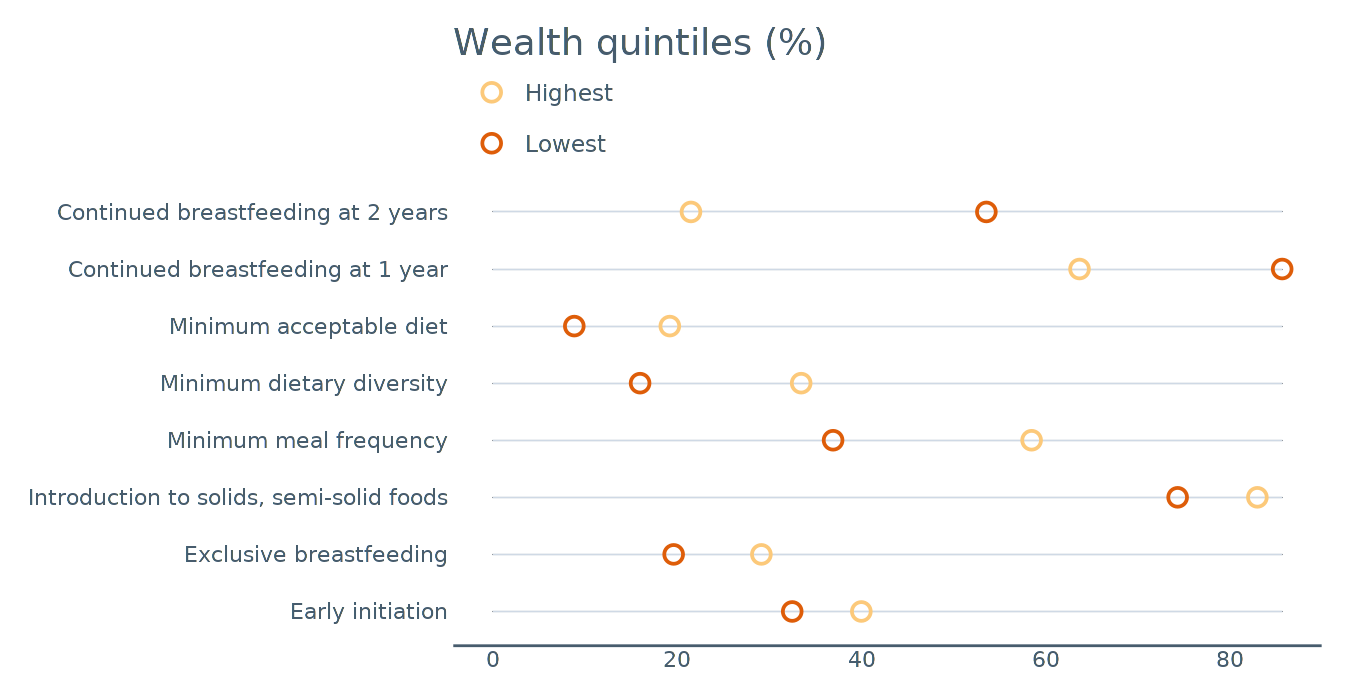 Wealth quintiles (%)
Highest
Lowest
Continued breastfeeding at 2 years
Continued breastfeeding at 1 year
Minimum acceptable diet
Minimum dietary diversity
Minimum meal frequency
Introduction to solids, semi-solid foods
Exclusive breastfeeding
Early initiation
0 20 40 60 80